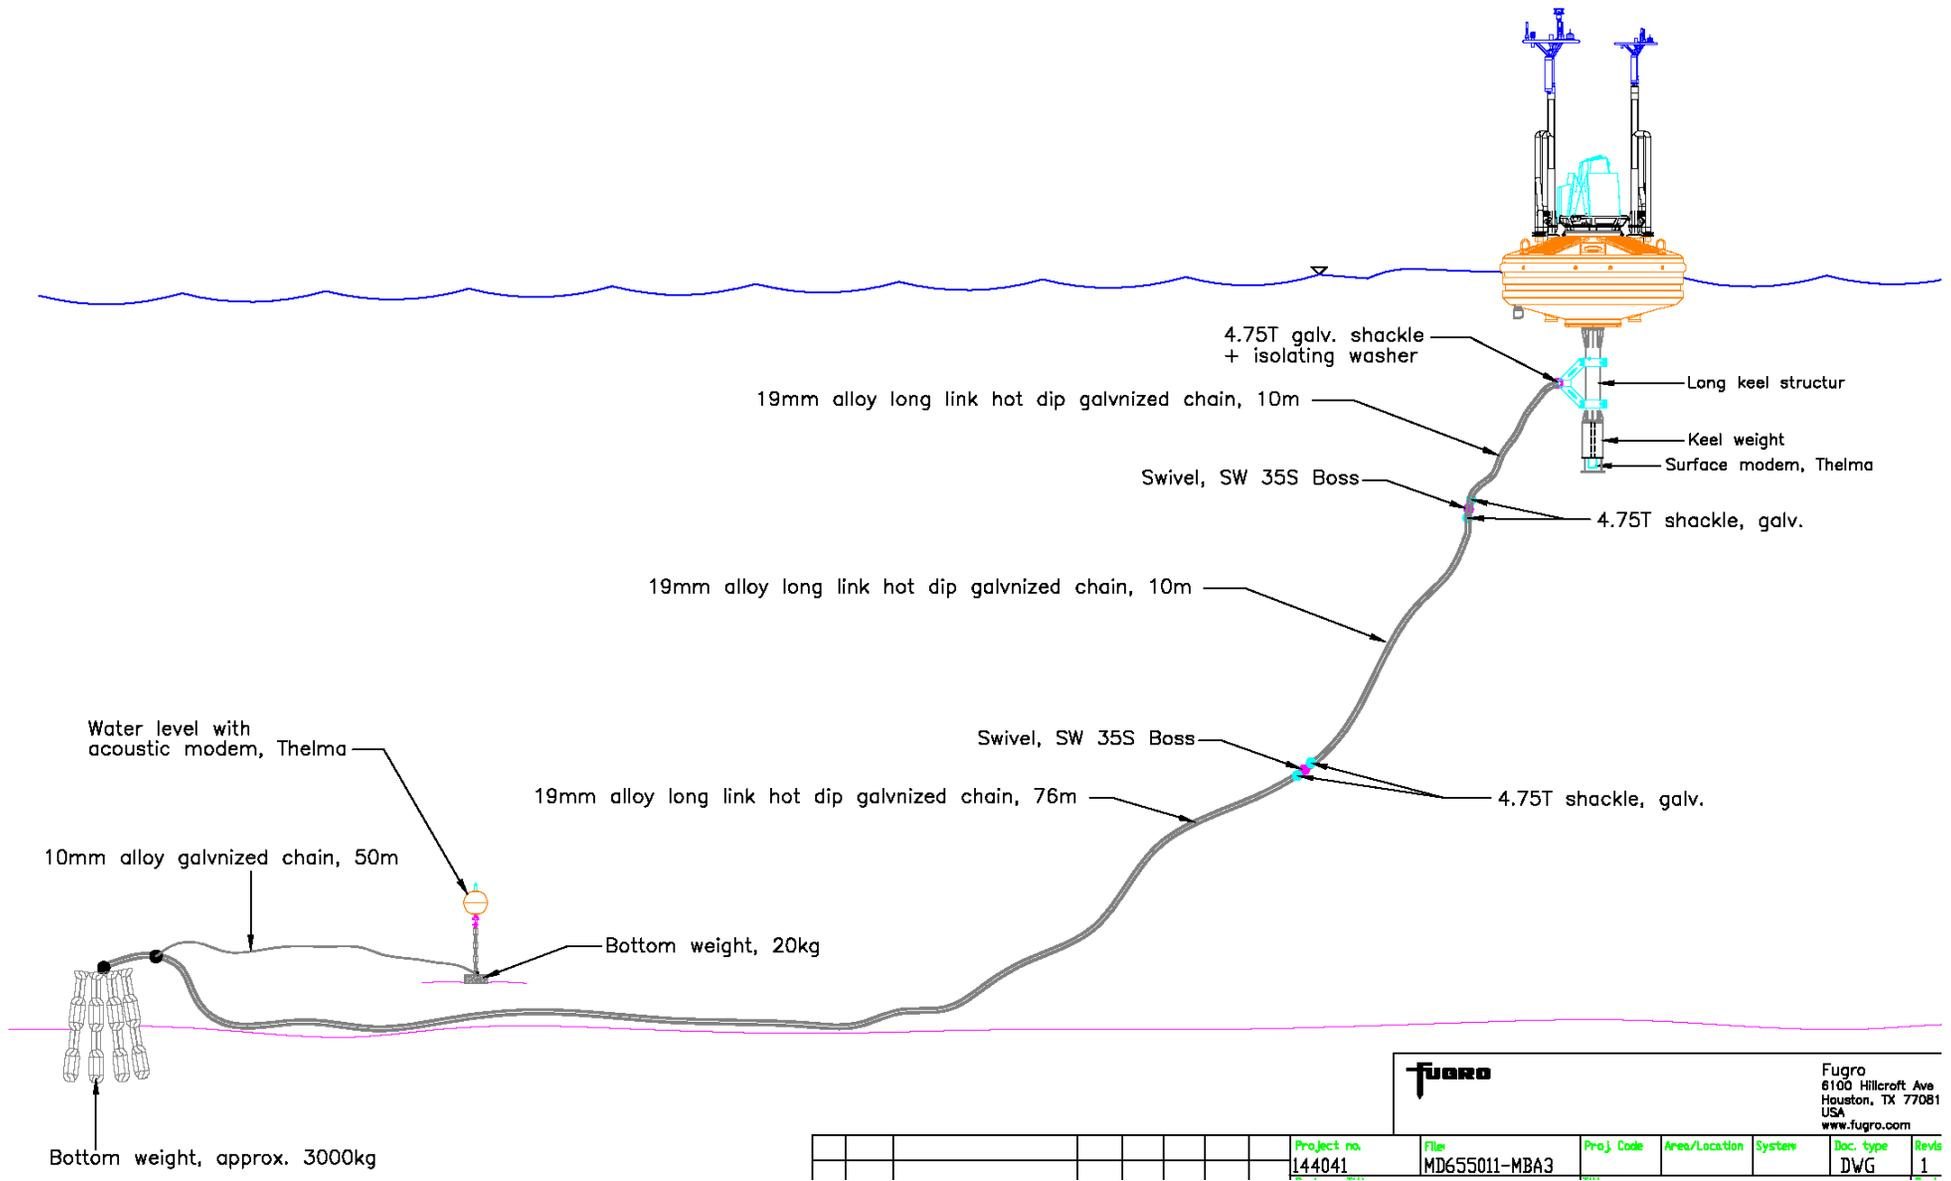 4.75T galv. shackle
+ isolating washer
Long keel structur
19mm alloy long link hot dip galvnized chain, 10m
Keel weight
Surface modem, Thelma
Swivel, SW 35S Boss
4.75T shackle, galv.
19mm alloy long link hot dip galvnized chain, 10m
Water level with
acoustic modem, Thelma
Swivel, SW 35S Boss
19mm alloy long link hot dip galvnized chain, 76m
4.75T shackle, galv.
10mm alloy galvnized chain, 50m
Bottom weight, 20kg
Bottom weight, approx. 3000kg
FUGRO
Fugro
6100 Hillcroft Ave
Houston, TX 77081
USA
www.fugro.com
Project no.
File:
Proj. Code
Area/Location
System
Doc. type
Revis
144041
MD655011-MBA3
DWG
1